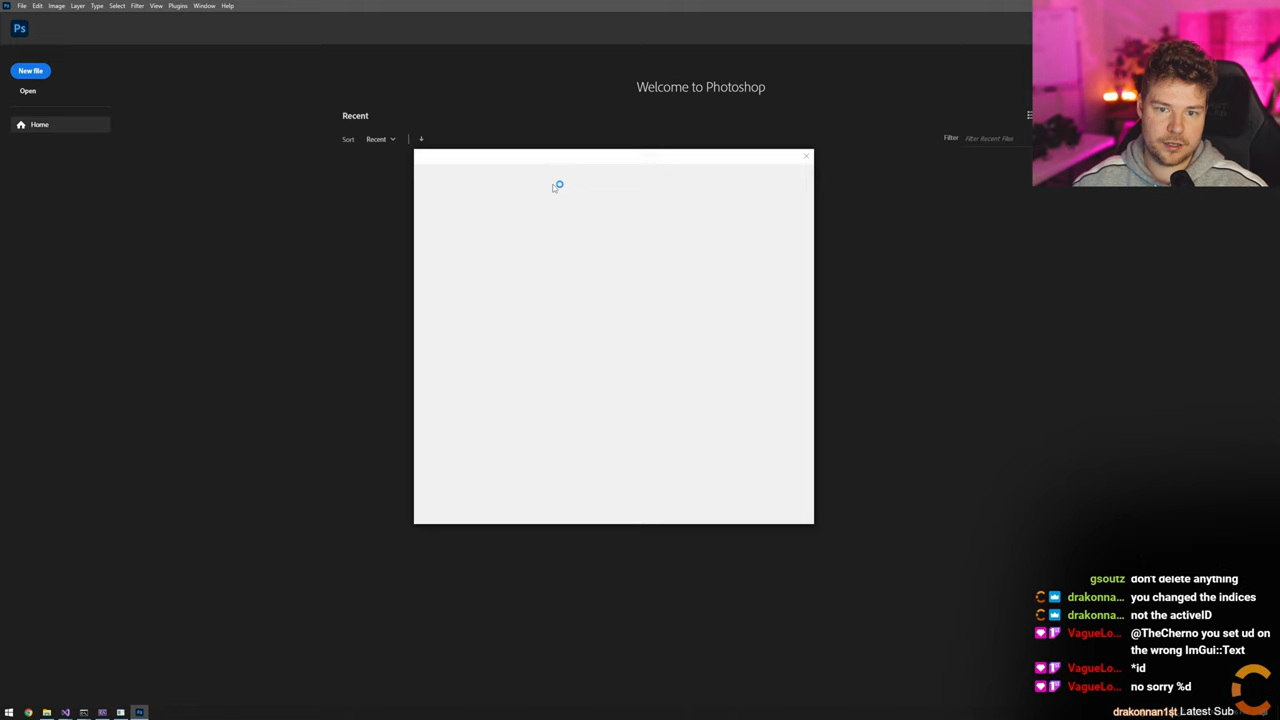 File Edit Image Layer Type Select Filter View Plugins Window Help
Ps
New file
Open
Home
Welcome to Photoshop
Recent
Sort Recent
Filter Filter Recent Files
gsoutz don't delete anything
drakonna... you changed the indices
drakonna... not the activeID
VagueLo... @TheCherno you set ud on
the wrong ImGui::Text
VagueLo... *id
VagueLo... no sorry %d
drakonnan1st Latest Sub